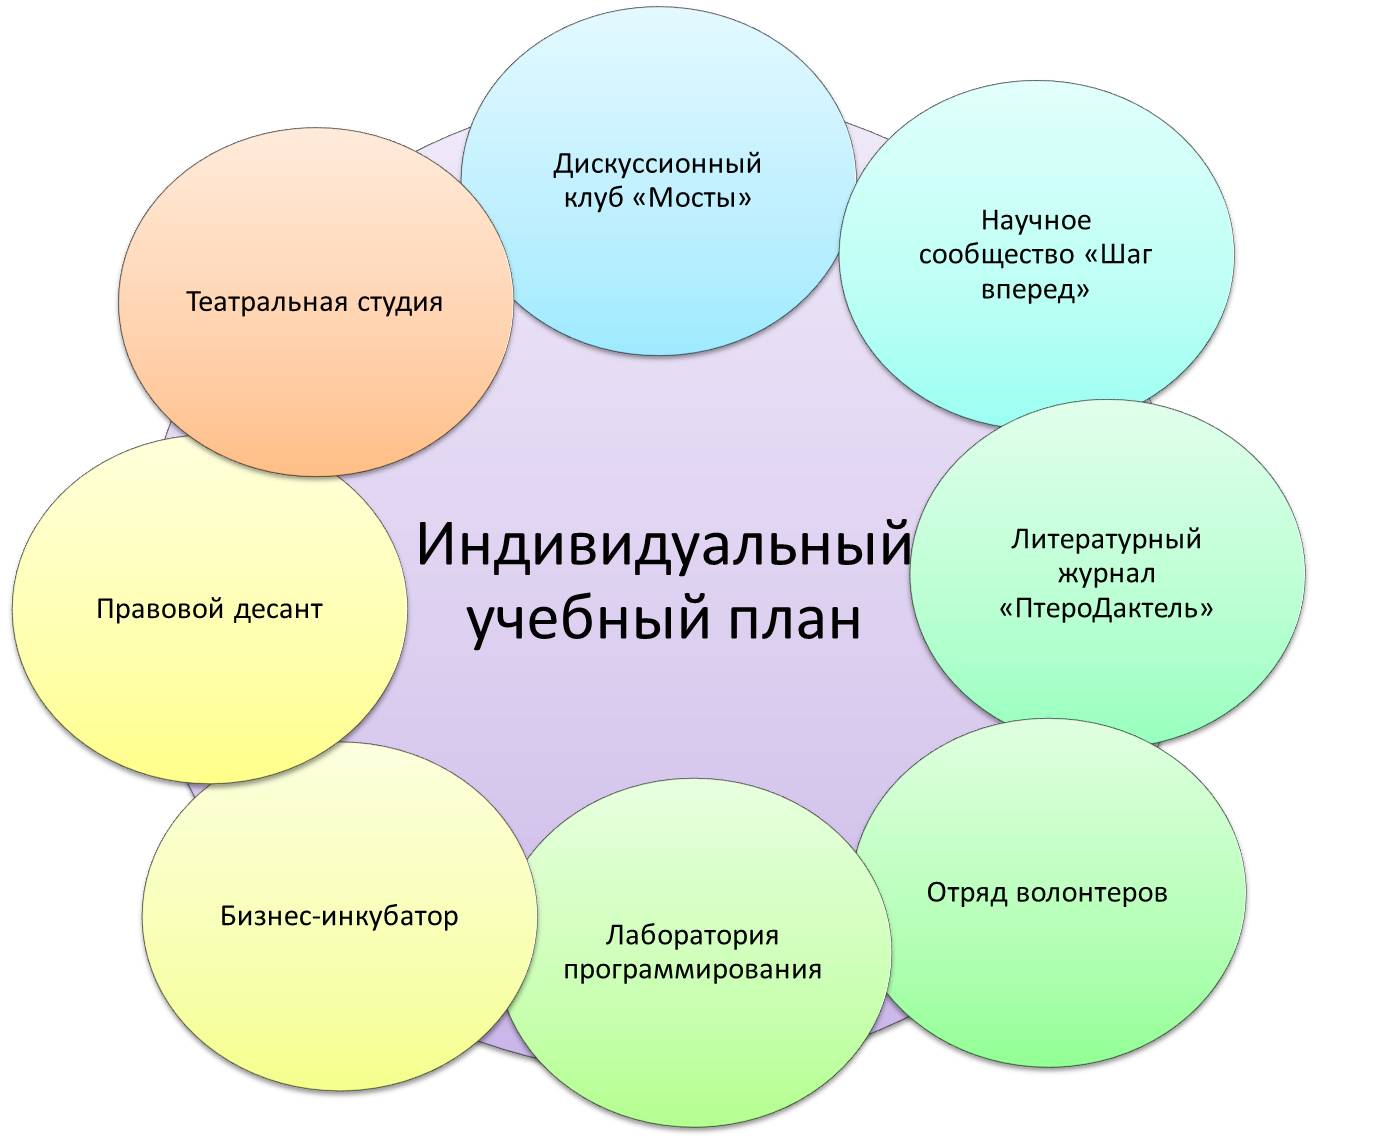 Дискуссионный
клуб «Мосты»
Научное
сообщество «Шаг
вперед»
Театральная студия
Литературный
журнал
«ПтероДактель»
Индивидуальный
учебный план
Правовой десант
Отряд волонтеров
Бизнес-инкубатор
Лаборатория
программирования